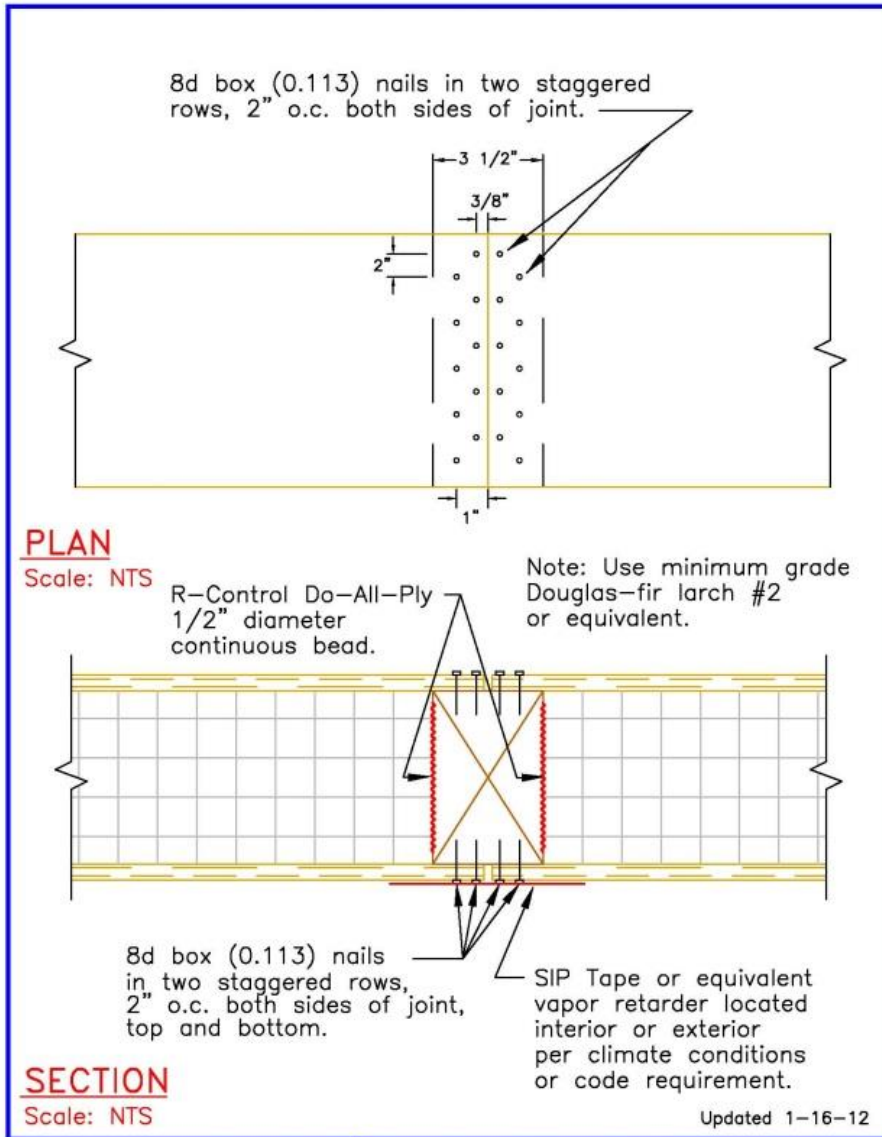 8d box (0.113) nails in two staggered
rows, 2" o.c. both sides of joint.
3 1/2"
3/8"
2"
1"
PLAN
Scale: NTS
R-Control Do-All-Ply
1/2" diameter
continuous bead.
Note: Use minimum grade
Douglas-fir larch #2
or equivalent.
8d box (0.113) nails
in two staggered rows,
2" o.c. both sides of joint,
top and bottom.
SIP Tape or equivalent
vapor retarder located
interior or exterior
per climate conditions
or code requirement.
SECTION
Scale: NTS
Updated 1-16-12